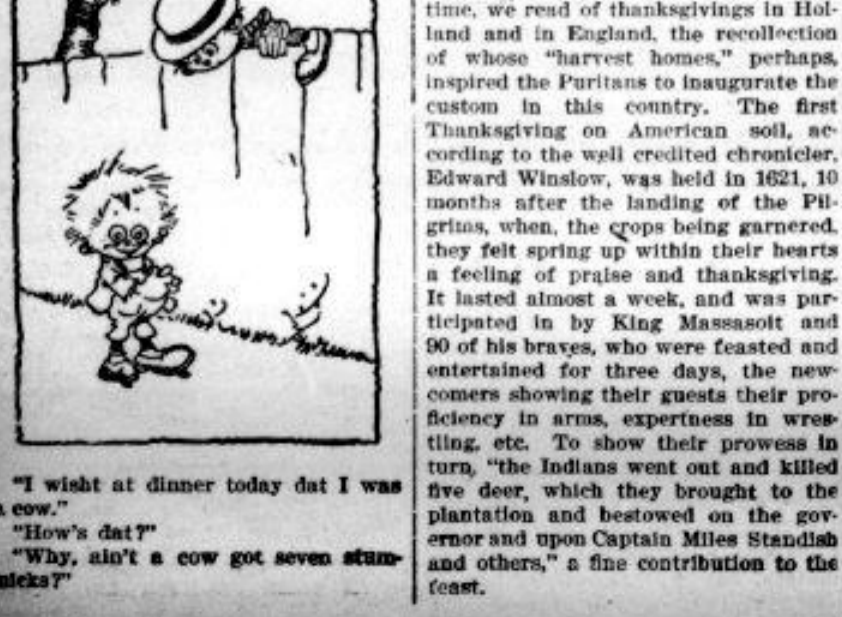 "I wisht at dinner today dat I was
a cow."
"How's dat?"
"Why, ain't a cow got seven stum-
micks?"
time, we read of thanksgivings in Hol-
land and in England, the recollection
of whose "harvest homes," perhaps,
inspired the Puritans to inaugurate the
custom in this country. The first
Thanksgiving on American soil, ac-
cording to the well credited chronicler,
Edward Winslow, was held in 1621, 10
months after the landing of the Pil-
grims, when, the crops being garnered,
they felt spring up within their hearts
a feeling of praise and thanksgiving.
It lasted almost a week, and was par-
ticipated in by King Massasoit and
90 of his braves, who were feasted and
entertained for three days, the new-
comers showing their guests their pro-
ficiency in arms, expertness in wres-
tling, etc. To show their prowess in
turn, "the Indians went out and killed
five deer, which they brought to the
plantation and bestowed on the gov-
ernor and upon Captain Miles Standish
and others," a fine contribution to the
feast.